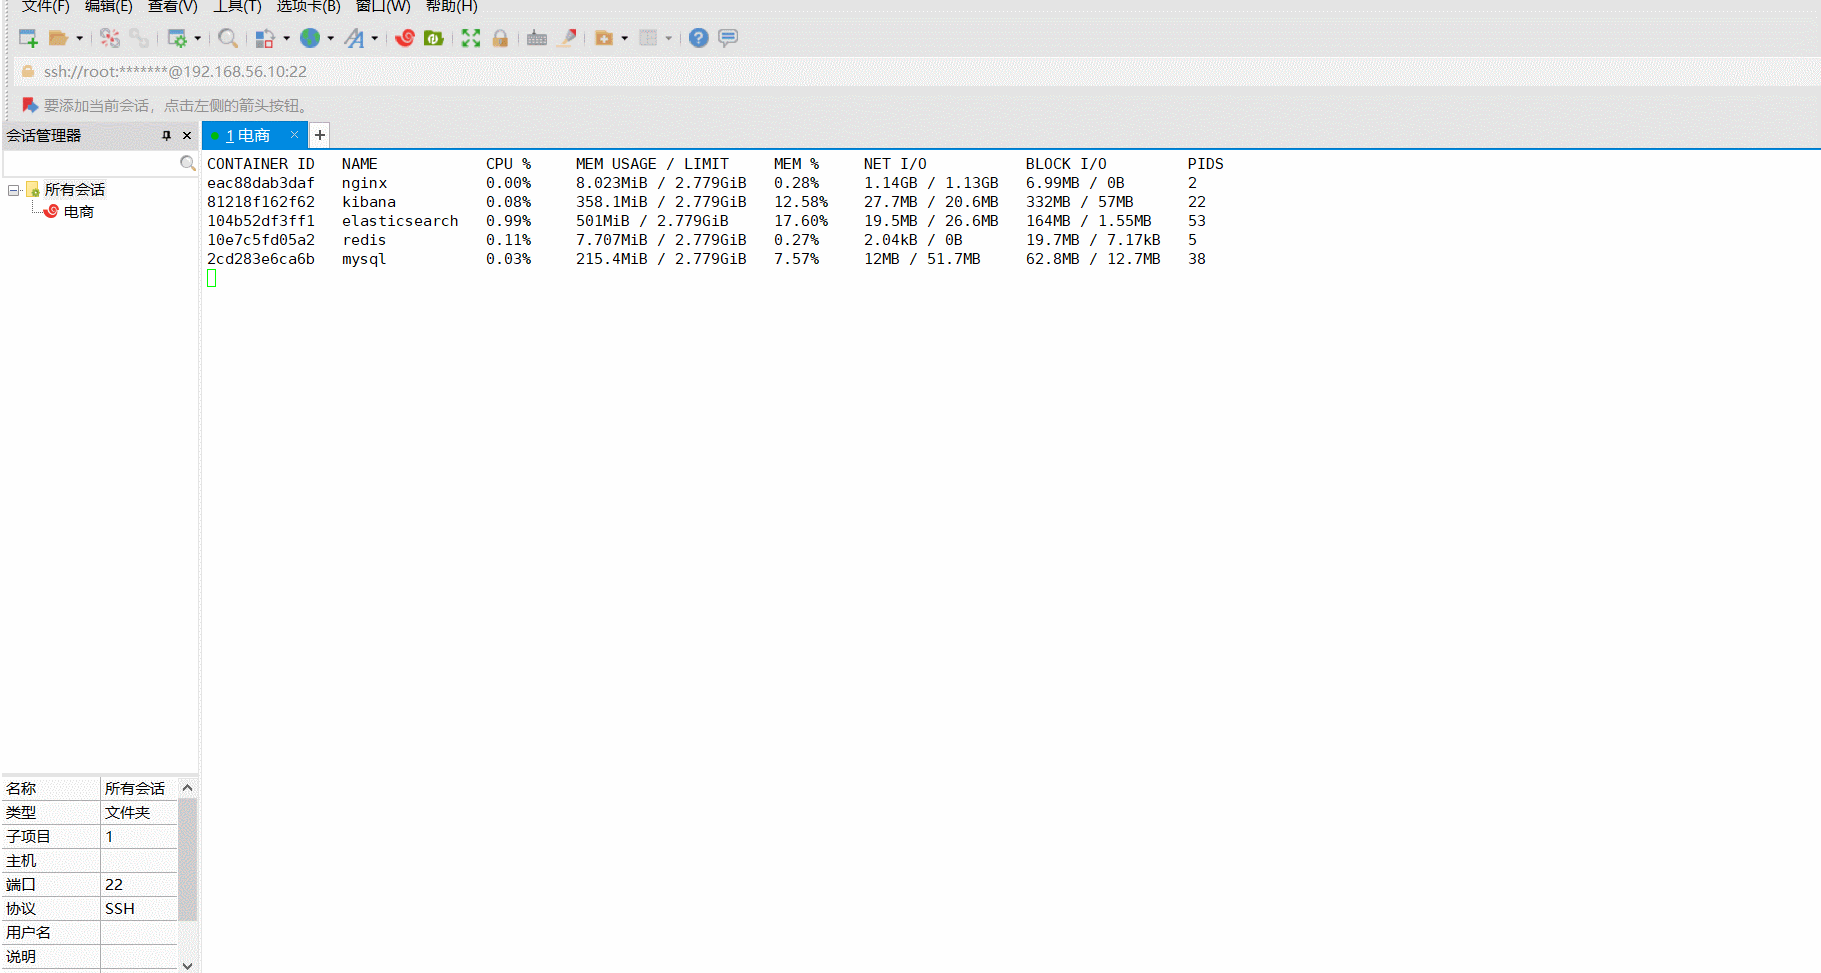 文件(F) 编辑(E) 查看(V) 工具(T) 选项卡(B) 窗口(W) 帮助(H)
ssh://root:*******@192.168.56.10:22
要添加当前会话，点击左侧的箭头按钮。
会话管理器
1 电商
所有会话
电商
CONTAINER ID NAME CPU % MEM USAGE / LIMIT MEM % NET I/O BLOCK I/O PIDS
eac88dab3daf nginx 0.00% 8.023MiB / 2.779GiB 0.28% 1.14GB / 1.13GB 6.99MB / 0B 2
81218f162f62 kibana 0.08% 358.1MiB / 2.779GiB 12.58% 27.7MB / 20.6MB 332MB / 57MB 22
104b52df3ff1 elasticsearch 0.99% 501MiB / 2.779GiB 17.60% 19.5MB / 26.6MB 164MB / 1.55MB 53
10e7c5fd05a2 redis 0.11% 7.707MiB / 2.779GiB 0.27% 2.04kB / 0B 19.7MB / 7.17kB 5
2cd283e6ca6b mysql 0.03% 215.4MiB / 2.779GiB 7.57% 12MB / 51.7MB 62.8MB / 12.7MB 38
名称 所有会话
类型 文件夹
子项目 1
主机
端口 22
协议 SSH
用户名
说明